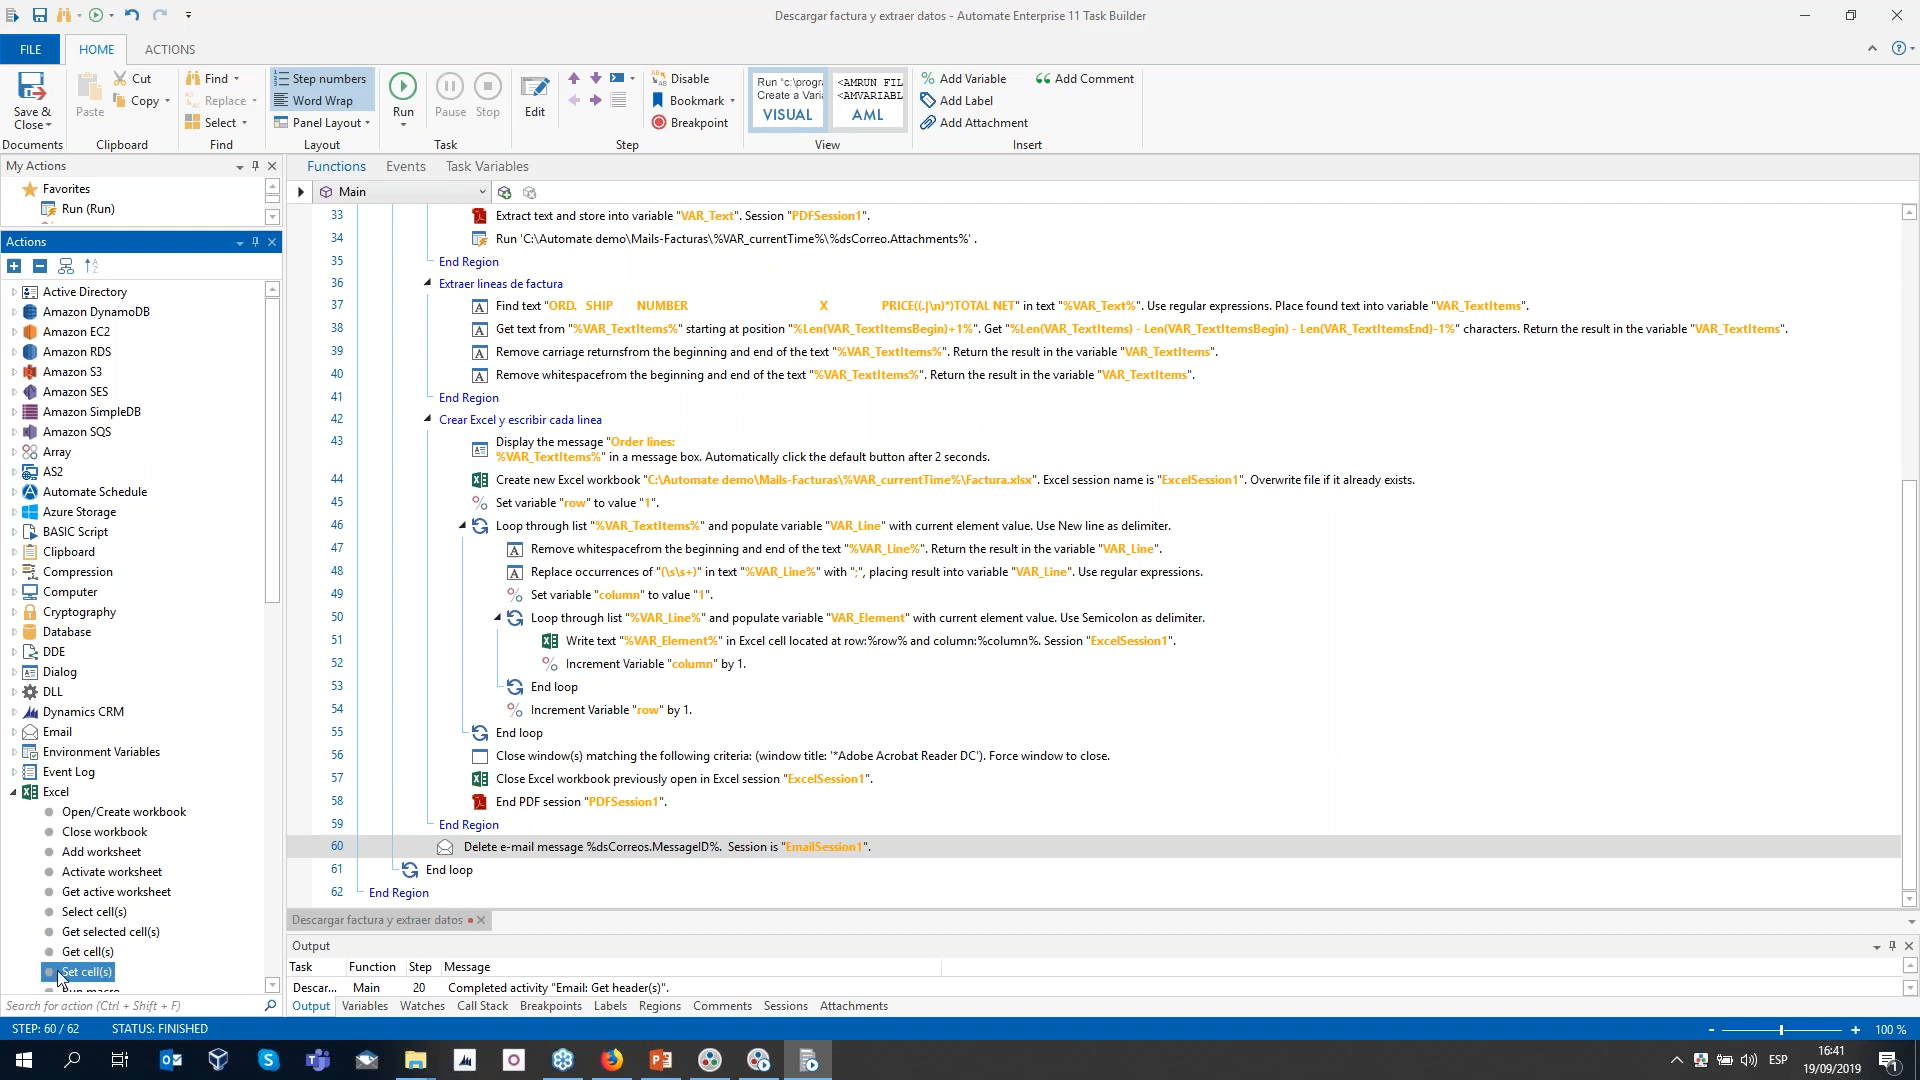 Descargar factura y extraer datos - Automate Enterprise 11 Task Builder
FILE
HOME
ACTIONS
Save & Close
Documents
Paste
Cut
Copy
Clipboard
Find
Replace
Select
Find
Step numbers
Word Wrap
Panel Layout
Layout
Run
Pause
Stop
Task
Edit
Disable
Bookmark
Breakpoint
Step
Run "c:\progra
Create a Varia
VISUAL
<AMRUN FIL
<AMVARIABL
AML
View
Add Variable
Add Label
Add Attachment
Add Comment
Insert
My Actions
Favorites
Run (Run)
Actions
Active Directory
Amazon DynamoDB
Amazon EC2
Amazon RDS
Amazon S3
Amazon SES
Amazon SimpleDB
Amazon SQS
Array
AS2
Automate Schedule
Azure Storage
BASIC Script
Clipboard
Compression
Computer
Cryptography
Database
DDE
Dialog
DLL
Dynamics CRM
Email
Environment Variables
Event Log
Excel
Open/Create workbook
Close workbook
Add worksheet
Activate worksheet
Get active worksheet
Select cell(s)
Get selected cell(s)
Get cell(s)
Set cell(s)
Run macro
Search for action (Ctrl + Shift + F)
Functions Events Task Variables
Main
33 Extract text and store into variable "VAR_Text". Session "PDFSession1".
34 Run 'C:\Automate demo\Mails-Facturas\%VAR_currentTime%\%dsCorreo.Attachments%' .
35 End Region
36 Extraer lineas de factura
37 Find text "ORD. SHIP NUMBER X PRICE((.|\n)*)TOTAL NET" in text "%VAR_Text%". Use regular expressions. Place found text into variable "VAR_TextItems".
38 Get text from "%VAR_TextItems%" starting at position "%Len(VAR_TextItemsBegin)+1%". Get "%Len(VAR_TextItems) - Len(VAR_TextItemsBegin) - Len(VAR_TextItemsEnd)-1%" characters. Return the result in the variable "VAR_TextItems".
39 Remove carriage returnsfrom the beginning and end of the text "%VAR_TextItems%". Return the result in the variable "VAR_TextItems".
40 Remove whitespacefrom the beginning and end of the text "%VAR_TextItems%". Return the result in the variable "VAR_TextItems".
41 End Region
42 Crear Excel y escribir cada linea
43 Display the message "Order lines:
%VAR_TextItems%" in a message box. Automatically click the default button after 2 seconds.
44 Create new Excel workbook "C:\Automate demo\Mails-Facturas\%VAR_currentTime%\Factura.xlsx". Excel session name is "ExcelSession1". Overwrite file if it already exists.
45 Set variable "row" to value "1".
46 Loop through list "%VAR_TextItems%" and populate variable "VAR_Line" with current element value. Use New line as delimiter.
47 Remove whitespacefrom the beginning and end of the text "%VAR_Line%". Return the result in the variable "VAR_Line".
48 Replace occurrences of "(\s\s+)" in text "%VAR_Line%" with ";", placing result into variable "VAR_Line". Use regular expressions.
49 Set variable "column" to value "1".
50 Loop through list "%VAR_Line%" and populate variable "VAR_Element" with current element value. Use Semicolon as delimiter.
51 Write text "%VAR_Element%" in Excel cell located at row:%row% and column:%column%. Session "ExcelSession1".
52 Increment Variable "column" by 1.
53 End loop
54 Increment Variable "row" by 1.
55 End loop
56 Close window(s) matching the following criteria: (window title: '*Adobe Acrobat Reader DC'). Force window to close.
57 Close Excel workbook previously open in Excel session "ExcelSession1".
58 End PDF session "PDFSession1".
59 End Region
60 Delete e-mail message %dsCorreos.MessageID%. Session is "EmailSession1".
61 End loop
62 End Region
Descargar factura y extraer datos
Output
Task Function Step Message
Descar... Main 20 Completed activity "Email: Get header(s)".
Output Variables Watches Call Stack Breakpoints Labels Regions Comments Sessions Attachments
STEP: 60 / 62 STATUS: FINISHED
100 %
ESP
16:41
19/09/2019
1